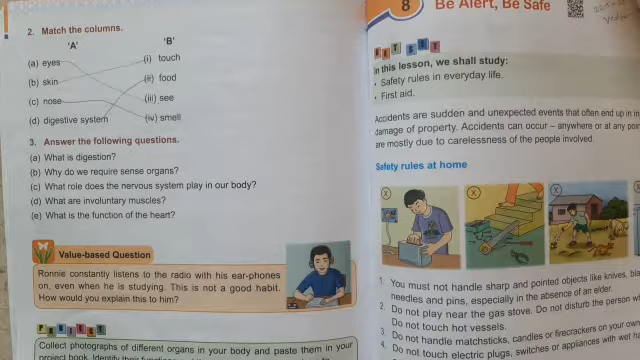 2. Match the columns.
'A' 'B'
(a) eyes (i) touch
(b) skin (ii) food
(c) nose (iii) see
(d) digestive system (iv) smell
3. Answer the following questions.
(a) What is digestion?
(b) Why do we require sense organs?
(c) What role does the nervous system play in our body?
(d) What are involuntary muscles?
(e) What is the function of the heart?
Value-based Question
Ronnie constantly listens to the radio with his ear-phones
on, even when he is studying. This is not a good habit.
How would you explain this to him?
PROJECT
Collect photographs of different organs in your body and paste them in your
project book. Identify their
8 Be Alert, Be Safe
GET SET
In this lesson, we shall study:
• Safety rules in everyday life.
• First aid.
Accidents are sudden and unexpected events that often end up in
damage of property. Accidents can occur – anywhere or at any
are mostly due to carelessness of the people involved.
Safety rules at home
X X X
1. You must not handle sharp and pointed objects like knives,
needles and pins, especially in the absence of an elder.
2. Do not play near the gas stove. Do not disturb the person
Do not touch hot vessels.
3. Do not handle matchsticks, candles or firecrackers on your own
4. Do not touch electric plugs, switches or appliances with wet